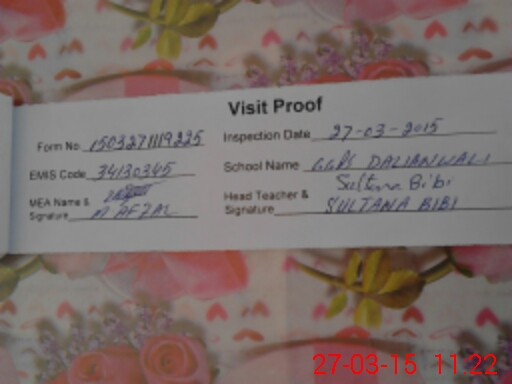 Visit Proof
Form No. 1503271119225 Inspection Date 27-03-2015
EMIS Code 34130345 School Name GGPS DALIANWALI
Sultana Bibi
MEA Name & Signature M AFZAL Head Teacher & Signature SULTANA BIBI
27-03-15 11:22